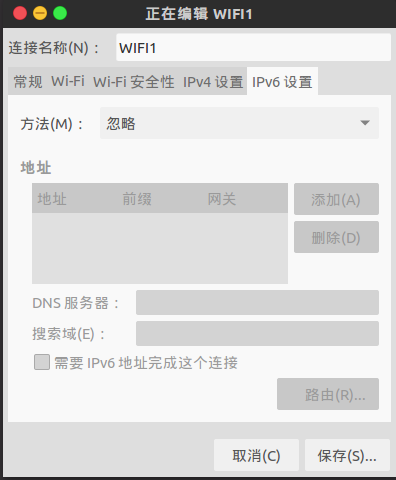 正在编辑 WIFI1
连接名称(N)： WIFI1
常规 Wi-Fi Wi-Fi 安全性 IPv4 设置 IPv6 设置
方法(M)： 忽略
地址
地址 前缀 网关 添加(A)
删除(D)
DNS 服务器：
搜索域(E)：
需要 IPv6 地址完成这个连接
路由(R)...
取消(C) 保存(S)...